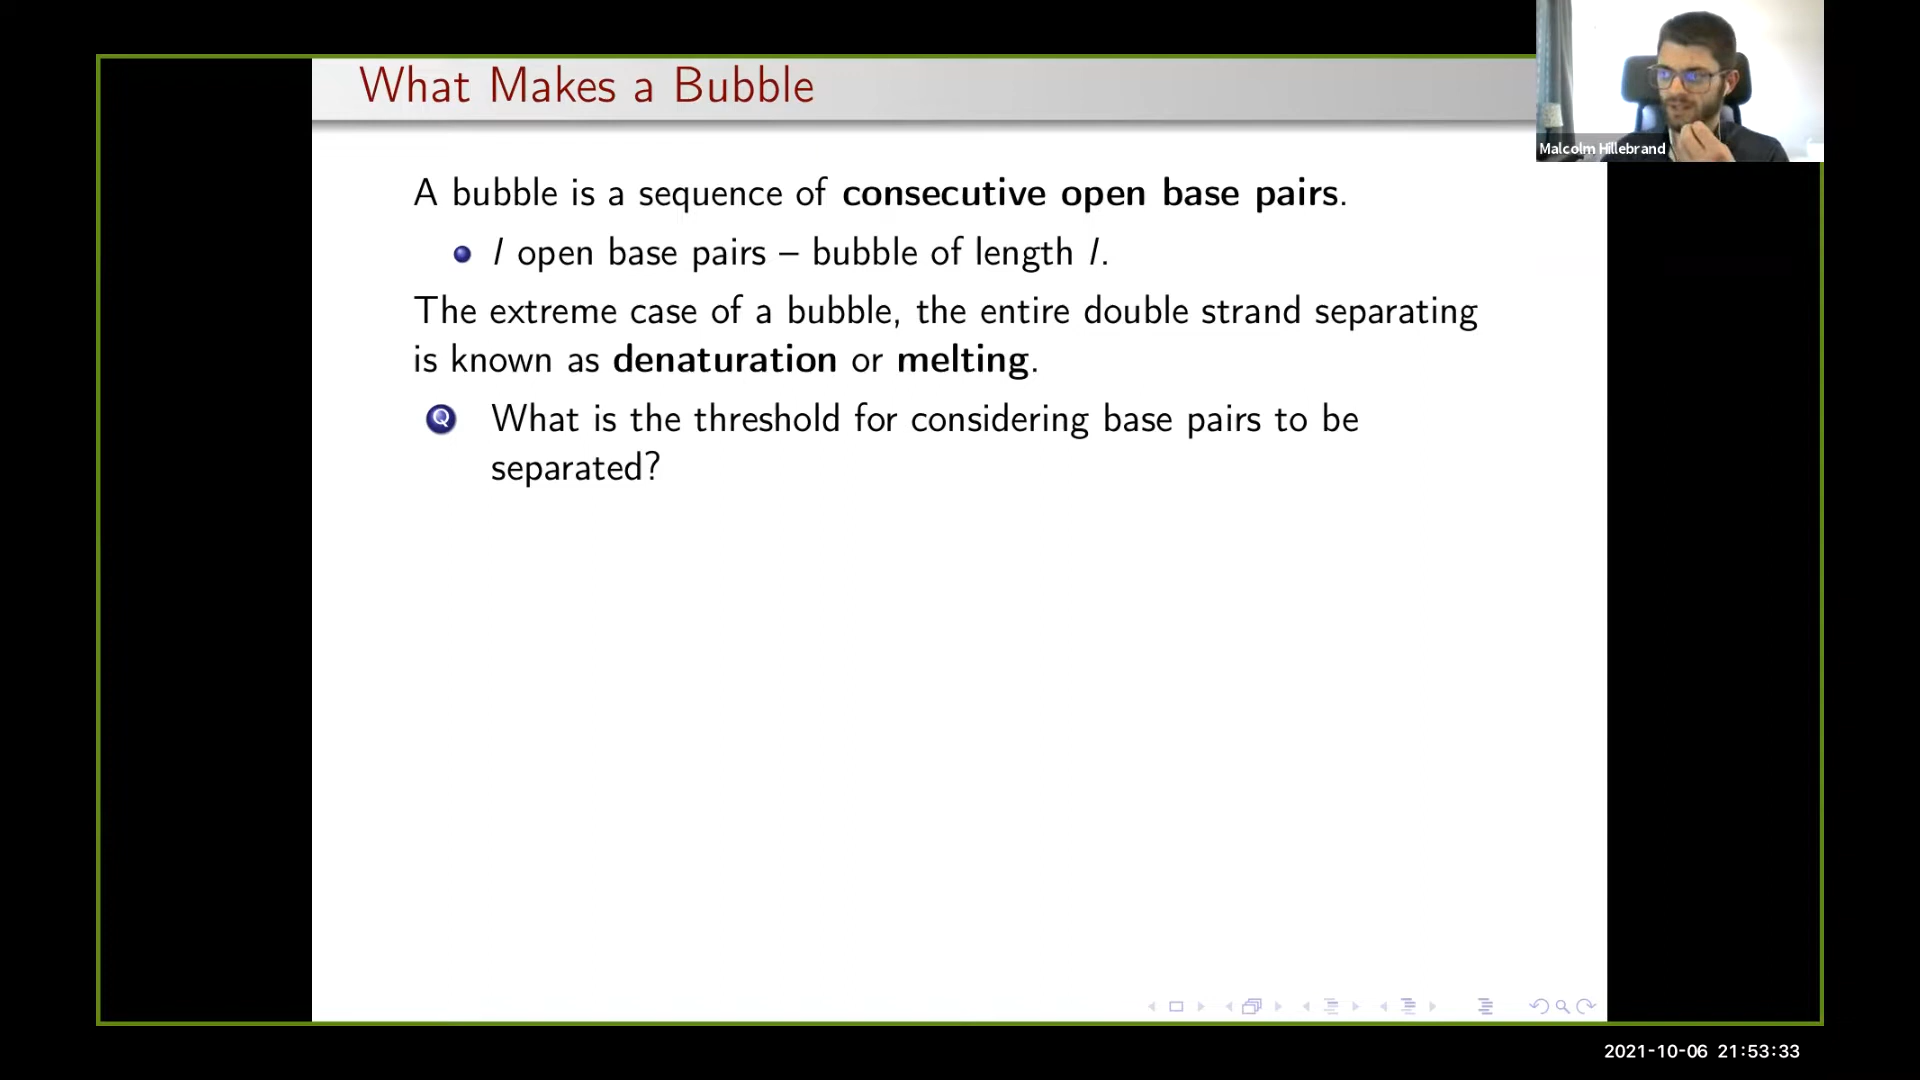 What Makes a Bubble
Malcolm Hillebrand
A bubble is a sequence of consecutive open base pairs.
l open base pairs – bubble of length l.
The extreme case of a bubble, the entire double strand separating
is known as denaturation or melting.
Q What is the threshold for considering base pairs to be
separated?
2021-10-06 21:53:33